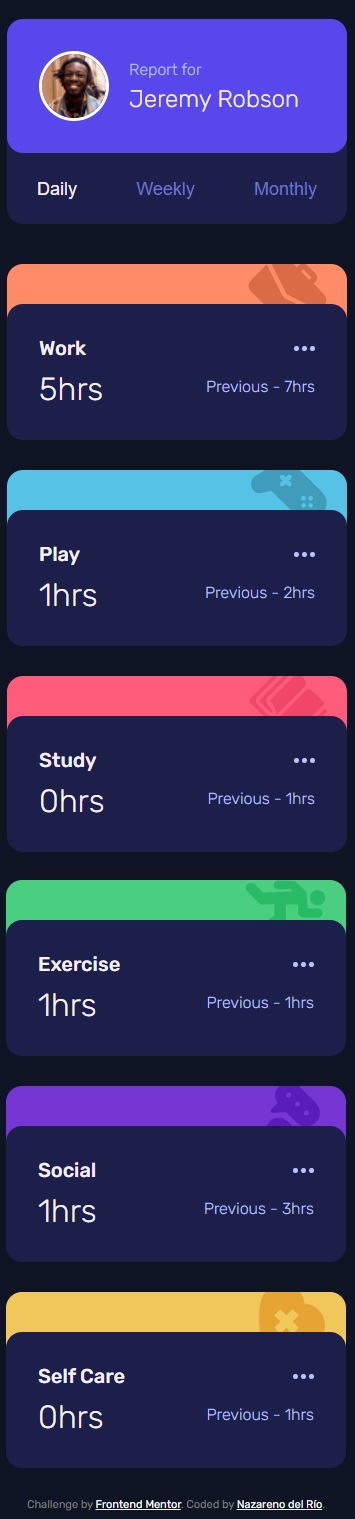 Report for
Jeremy Robson
Daily Weekly Monthly
Work
5hrs Previous - 7hrs
Play
1hrs Previous - 2hrs
Study
0hrs Previous - 1hrs
Exercise
1hrs Previous - 1hrs
Social
1hrs Previous - 3hrs
Self Care
0hrs Previous - 1hrs
Challenge by Frontend Mentor. Coded by Nazareno del Río.